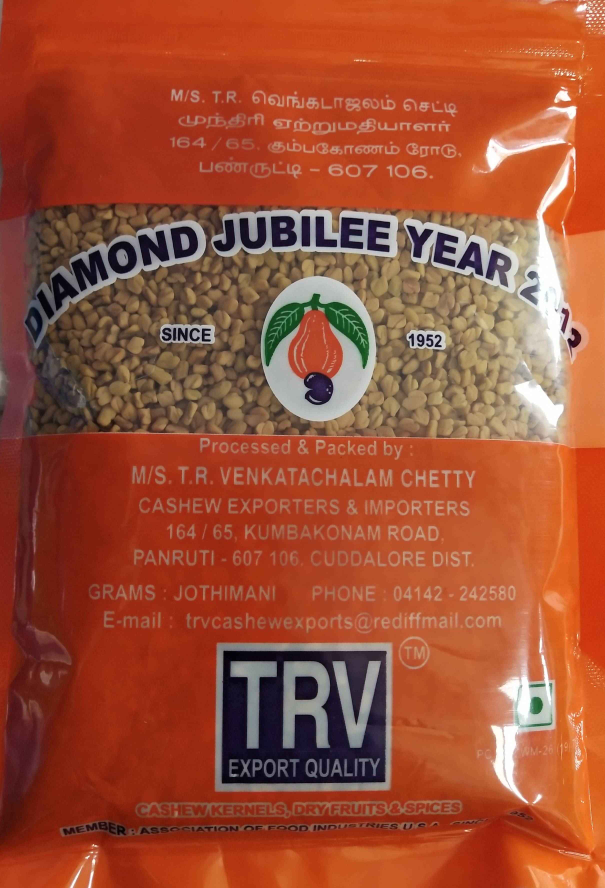 M/S. T.R. வெங்கடாஜலம் செட்டி
முந்திரி ஏற்றுமதியாளர்
164 / 65, கும்பகோணம் ரோடு,
பண்ருட்டி – 607 106.
DIAMOND JUBILEE YEAR
SINCE 1952
Processed & Packed by :
M/S. T.R. VENKATACHALAM CHETTY
CASHEW EXPORTERS & IMPORTERS
164 / 65, KUMBAKONAM ROAD,
PANRUTI - 607 106. CUDDALORE DIST.
GRAMS : JOTHIMANI PHONE : 04142 - 242580
E-mail : trvcashewexports@rediffmail.com
TM
TRV
EXPORT QUALITY
CASHEW KERNELS, DRY FRUITS & SPICES
MEMBER : ASSOCIATION OF FOOD INDUSTRIES U.S.A.